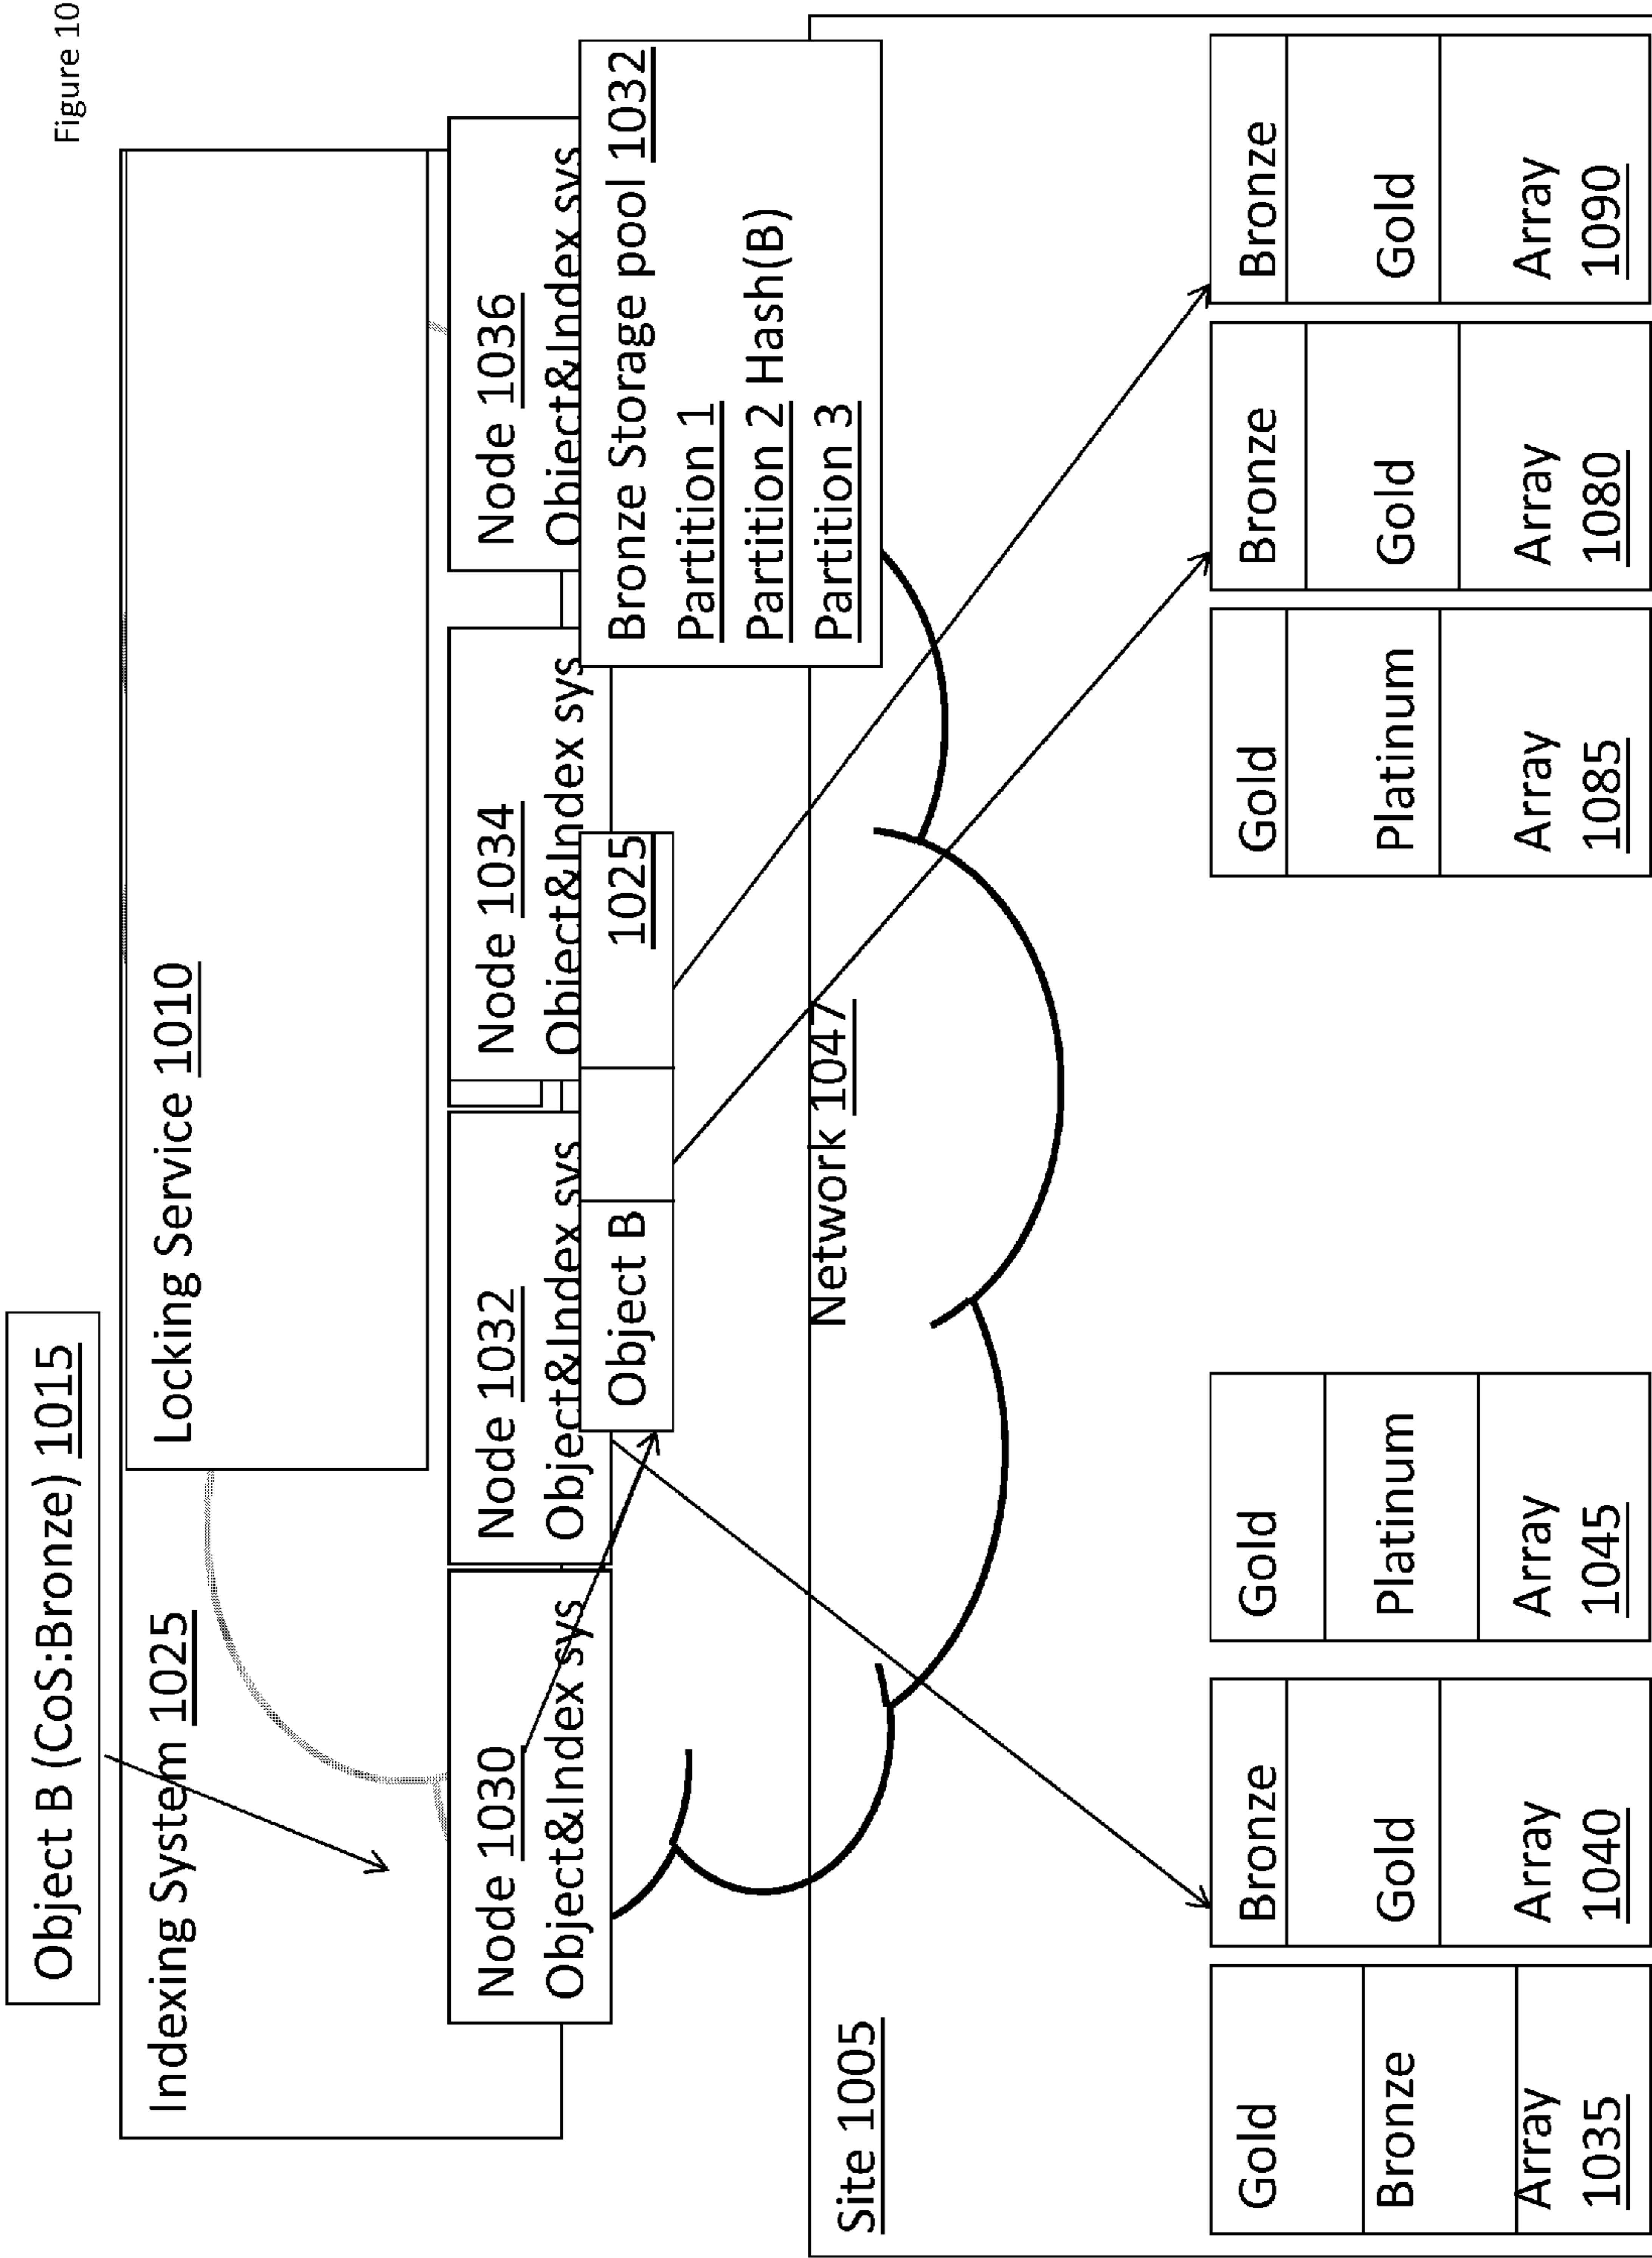 Figure 10
Object B (CoS:Bronze) 1015
Indexing System 1025
Locking Service 1010
Node 1030
Object&Index sys
Node 1032
Object&Index sys
Node 1034
Object&Index sys
Node 1036
Object&Index sys
Object B
1025
Bronze Storage pool 1032
Partition 1
Partition 2 Hash(B)
Partition 3
Network 1047
Site 1005
Gold
Bronze
Array
1035
Bronze
Gold
Array
1040
Gold
Platinum
Array
1045
Gold
Platinum
Array
1085
Bronze
Gold
Array
1080
Bronze
Gold
Array
1090